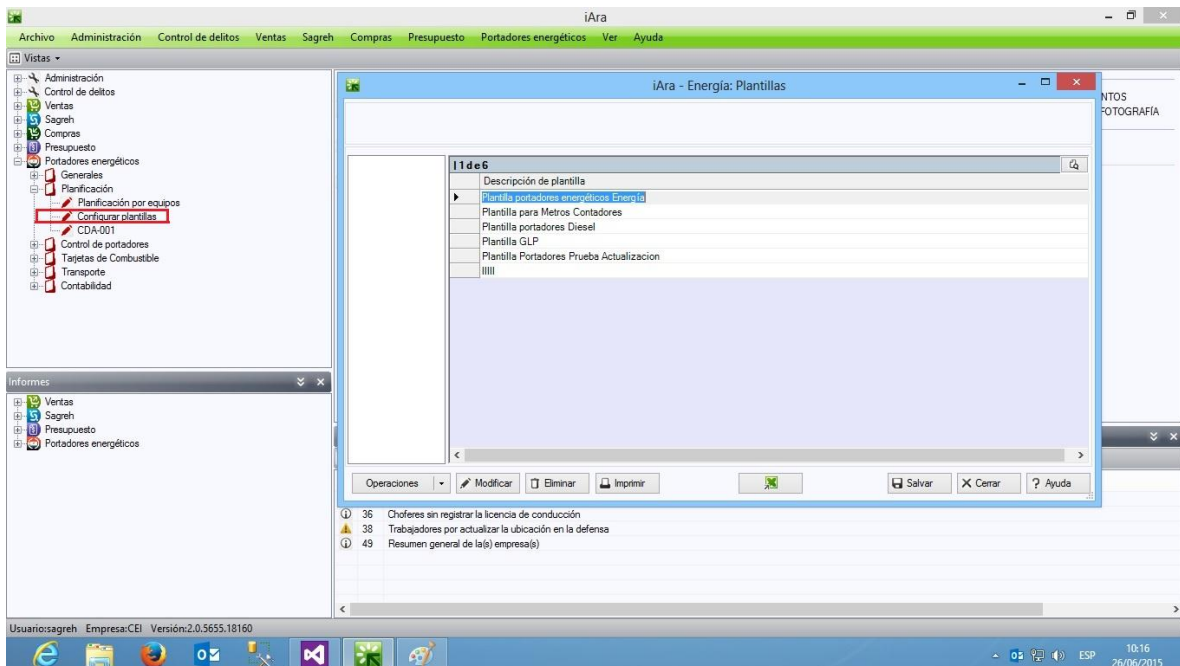 iAra
Archivo Administración Control de delitos Ventas Sagreh Compras Presupuesto Portadores energéticos Ver Ayuda
Vistas
Administración
Control de delitos
Ventas
Sagreh
Compras
Presupuesto
Portadores energéticos
Generales
Planificación
Planificación por equipos
Configurar plantillas
CDA-001
Control de portadores
Tarjetas de Combustible
Transporte
Contabilidad
Informes
Ventas
Sagreh
Presupuesto
Portadores energéticos
NTOS
FOTOGRAFÍA
iAra - Energía: Plantillas
1 de 6
Descripción de plantilla
Plantilla portadores energéticos Energía
Plantilla para Metros Contadores
Plantilla portadores Diesel
Plantilla GLP
Plantilla Portadores Prueba Actualizacion
Operaciones Modificar Eliminar Imprimir Salvar Cerrar Ayuda
36 Choferes sin registrar la licencia de conducción
38 Trabajadores por actualizar la ubicación en la defensa
49 Resumen general de la(s) empresa(s)
Usuario:sagreh Empresa:CEI Versión:2.0.5655.18160
ESP 10:16
26/06/2015